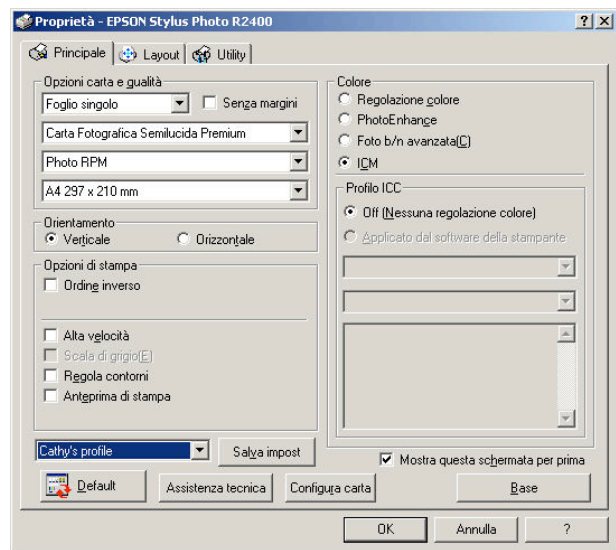 Proprietà - EPSON Stylus Photo R2400
Principale
Layout
Utility
Opzioni carta e qualità
Foglio singolo
Senza margini
Carta Fotografica Semilucida Premium
Photo RPM
A4 297 x 210 mm
Orientamento
Verticale
Orizzontale
Opzioni di stampa
Ordine inverso
Alta velocità
Scala di grigio(E)
Regola contorni
Anteprima di stampa
Cathy's profile
Salva impost
Colore
Regolazione colore
PhotoEnhance
Foto b/n avanzata(C)
ICM
Profilo ICC
Off (Nessuna regolazione colore)
Applicato dal software della stampante
Mostra questa schermata per prima
Default
Assistenza tecnica
Configura carta
Base
OK
Annulla
?